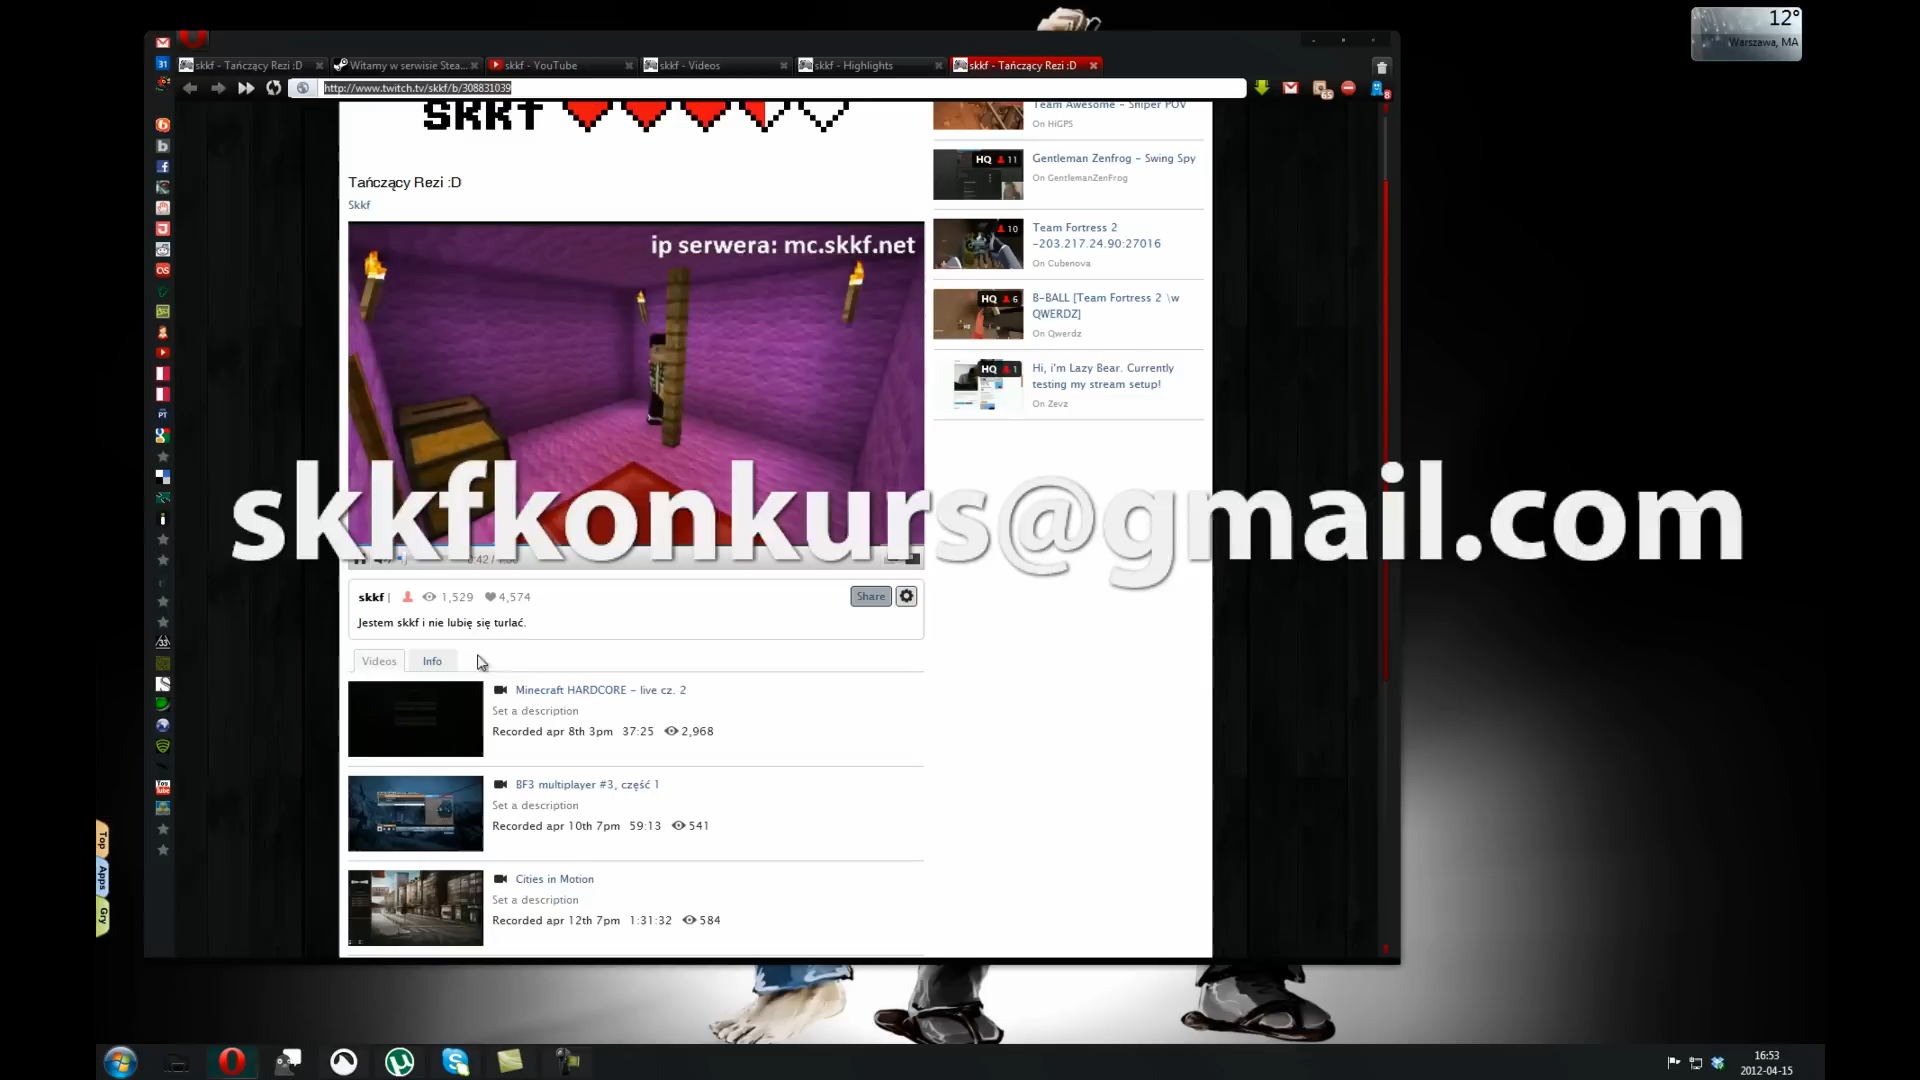 12°
Warszawa, MA
skkf - Tańczący Rezi :D
Witamy w serwisie Stea...
skkf - YouTube
skkf - Videos
skkf - Highlights
skkf - Tańczący Rezi :D
http://www.twitch.tv/skkf/b/308831039
65
8
skkf
Tańczący Rezi :D
Skkf
ip serwera: mc.skkf.net
Team Awesome - Sniper POV
On HiGPS
HQ 11
Gentleman Zenfrog - Swing Spy
On GentlemanZenFrog
10
Team Fortress 2
-203.217.24.90:27016
On Cubenova
HQ 6
B-BALL [Team Fortress 2 \w
QWERDZ]
On Qwerdz
HQ 1
Hi, i'm Lazy Bear. Currently
testing my stream setup!
On Zevz
skkfkonkurs@gmail.com
skkf | 1,529 4,574
Share
Jestem skkf i nie lubię się turlać.
Videos
Info
Minecraft HARDCORE - live cz. 2
Set a description
Recorded apr 8th 3pm 37:25 2,968
BF3 multiplayer #3, część 1
Set a description
Recorded apr 10th 7pm 59:13 541
Cities in Motion
Set a description
Recorded apr 12th 7pm 1:31:32 584
Top
Apps
Gry
16:53
2012-04-15